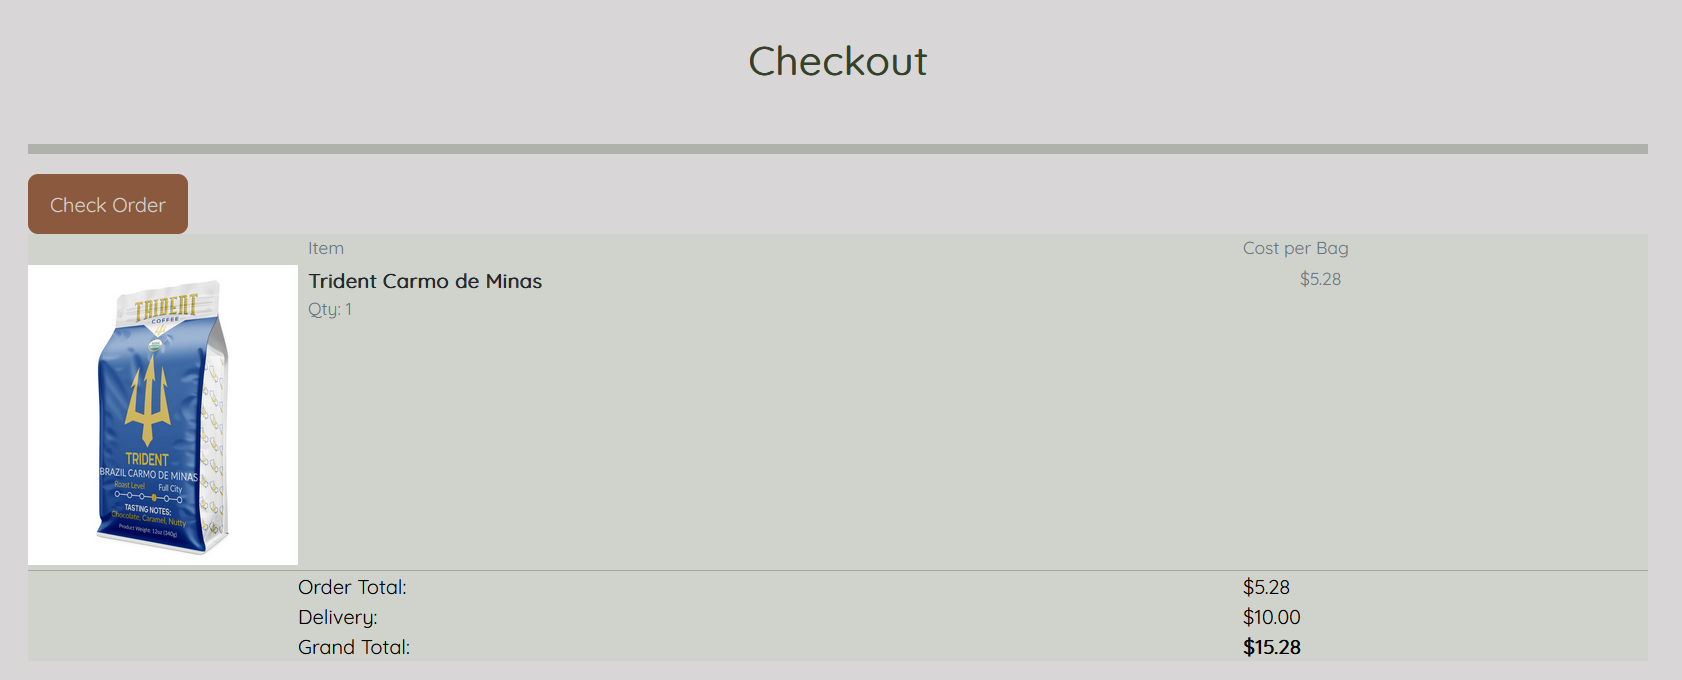 Checkout
Check Order
Item
Cost per Bag
Trident Carmo de Minas
$5.28
Qty: 1
TRIDENT
COFFEE
TRIDENT
BRAZIL CARMO DE MINAS
Roast Level
Full City
TASTING NOTES:
Chocolate, Caramel, Nutty
Product Weight: 12oz (340g)
Order Total:
$5.28
Delivery:
$10.00
Grand Total:
$15.28